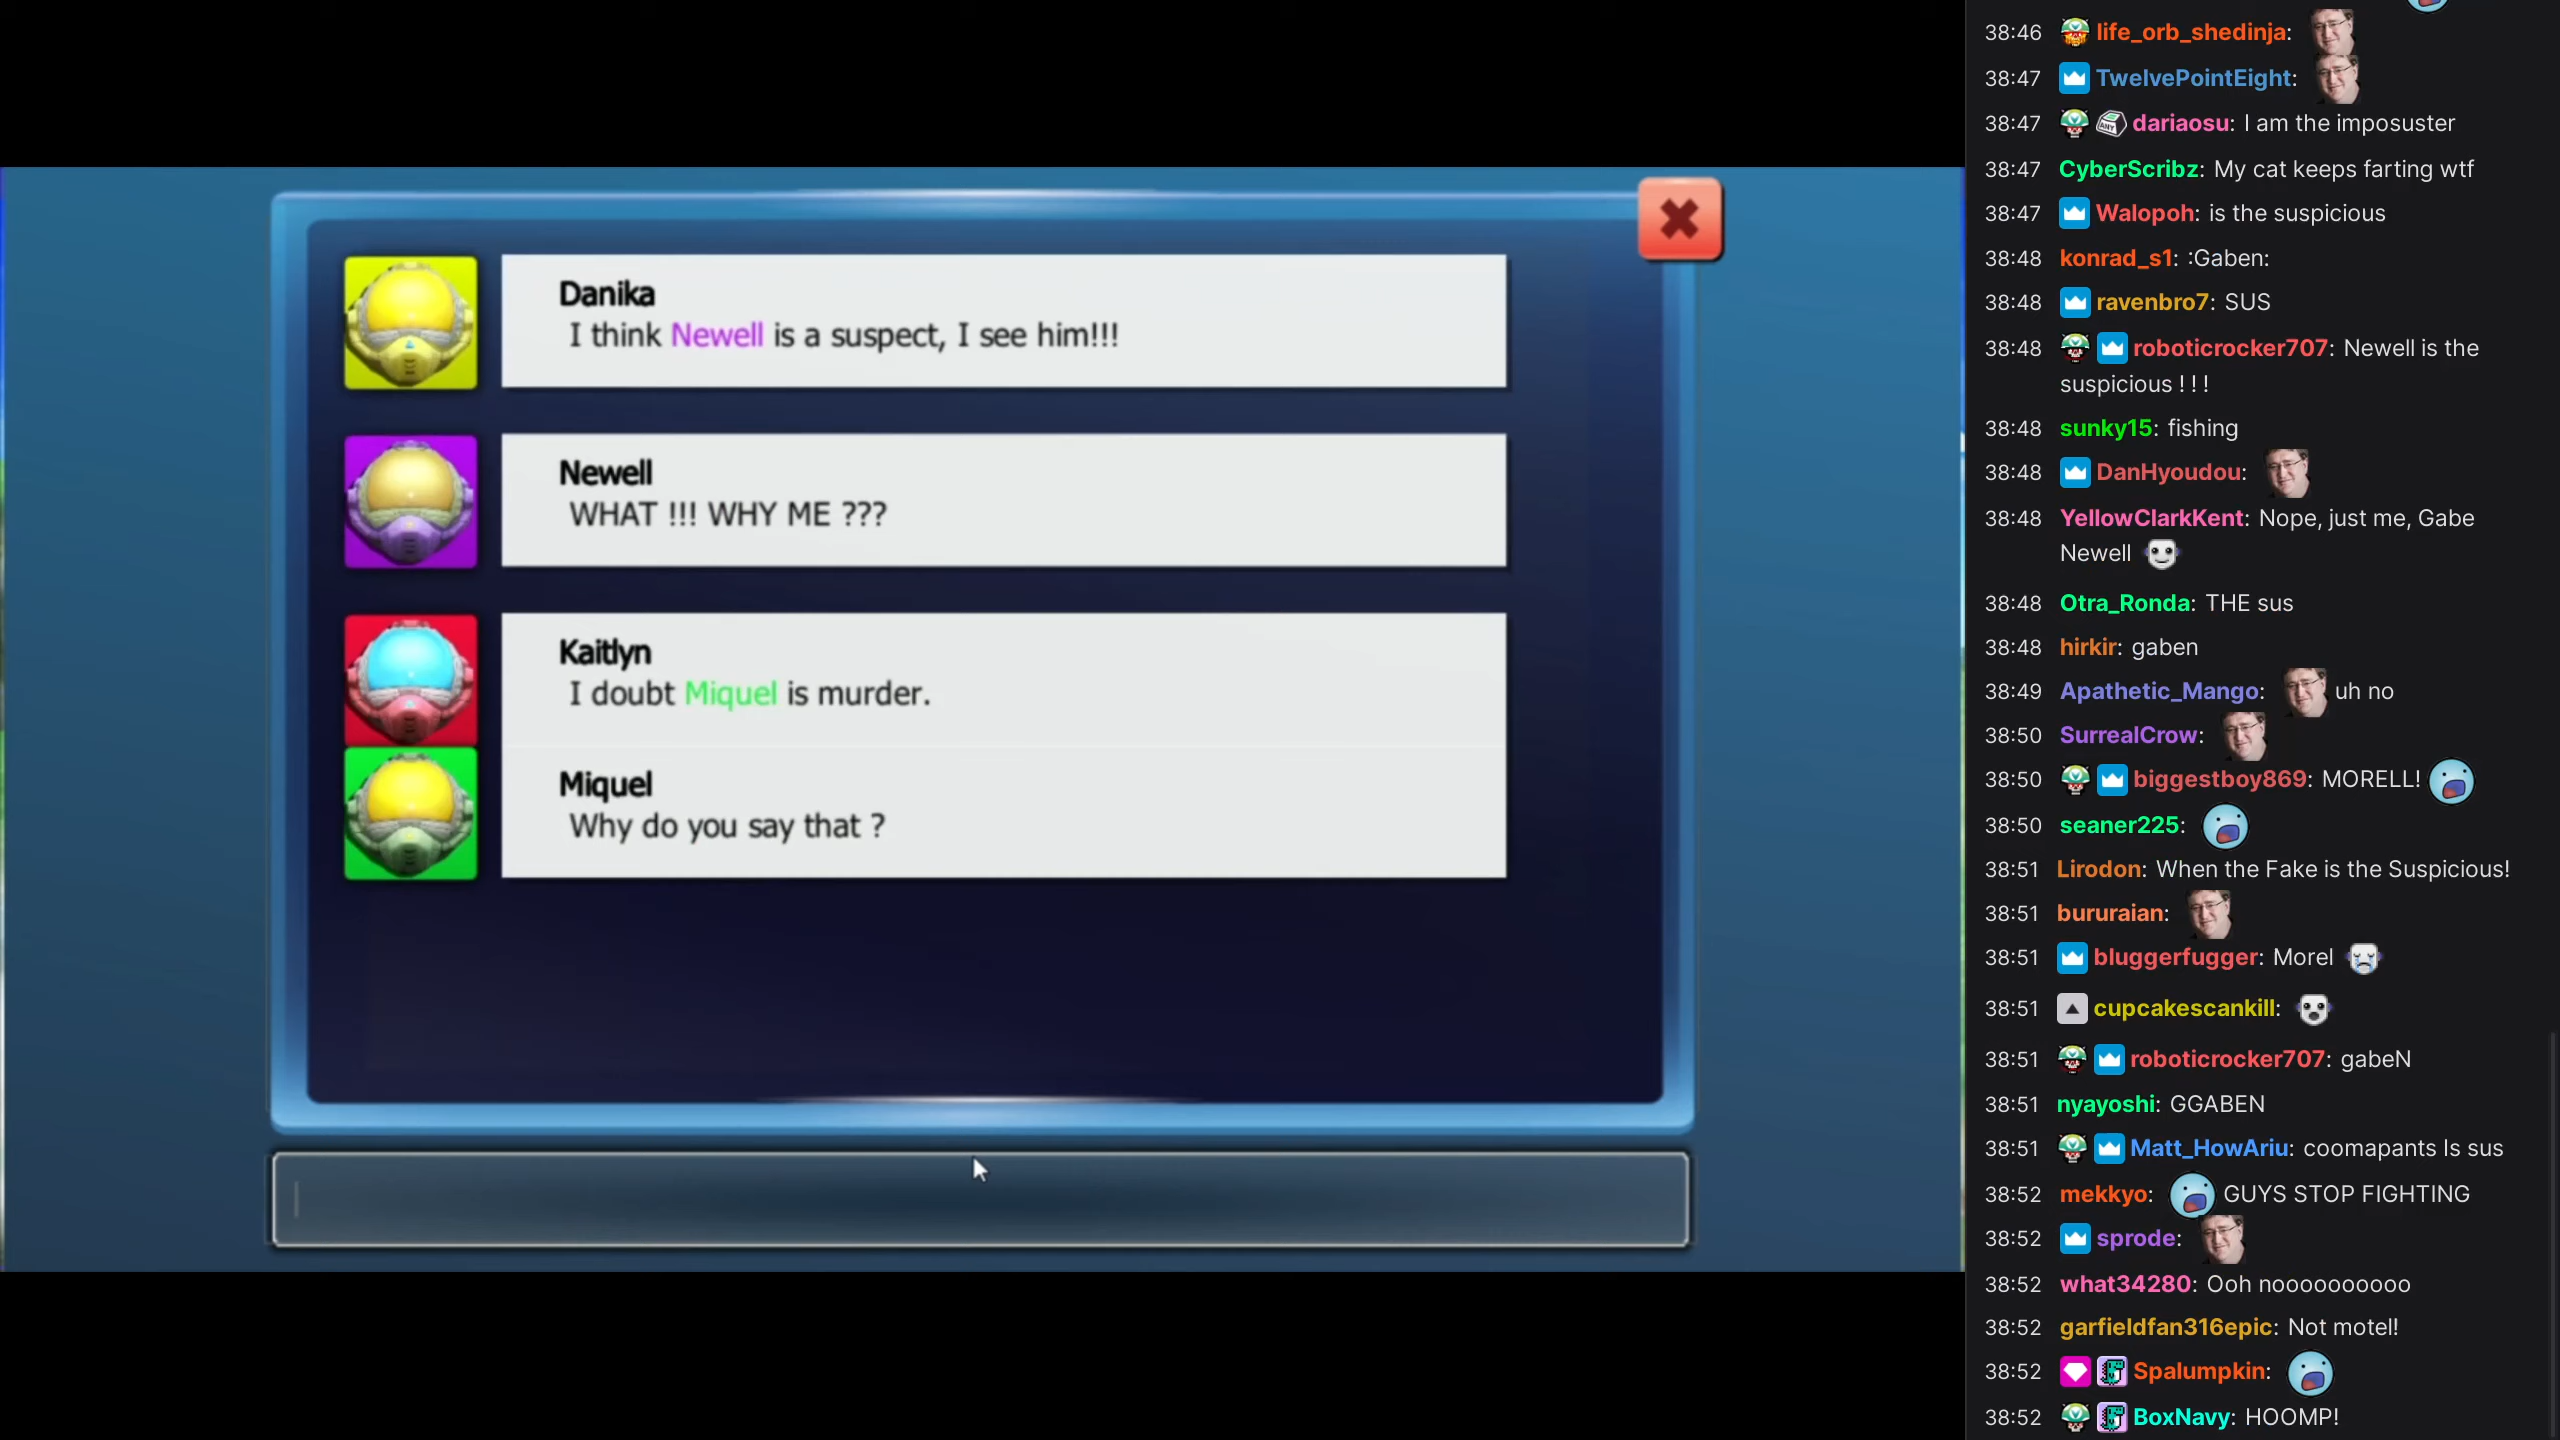 Danika
I think Newell is a suspect, I see him!!!
Newell
WHAT !!! WHY ME ???
Kaitlyn
I doubt Miquel is murder.
Miquel
Why do you say that ?
38:46 life_orb_shedinja:
38:47 TwelvePointEight:
38:47 dariaosu: I am the imposuster
38:47 CyberScribz: My cat keeps farting wtf
38:47 Walopoh: is the suspicious
38:48 konrad_s1: :Gaben:
38:48 ravenbro7: SUS
38:48 roboticrocker707: Newell is the
suspicious ! ! !
38:48 sunky15: fishing
38:48 DanHyoudou:
38:48 YellowClarkKent: Nope, just me, Gabe
Newell
38:48 Otra_Ronda: THE sus
38:48 hirkir: gaben
38:49 Apathetic_Mango: uh no
38:50 SurrealCrow:
38:50 biggestboy869: MORELL!
38:50 seaner225:
38:51 Lirodon: When the Fake is the Suspicious!
38:51 bururaian:
38:51 bluggerfugger: Morel
38:51 cupcakescankill:
38:51 roboticrocker707: gabeN
38:51 nyayoshi: GGABEN
38:51 Matt_HowAriu: coomapants Is sus
38:52 mekkyo: GUYS STOP FIGHTING
38:52 sprode:
38:52 what34280: Ooh noooooooooo
38:52 garfieldfan316epic: Not motel!
38:52 Spalumpkin:
38:52 BoxNavy: HOOMP!